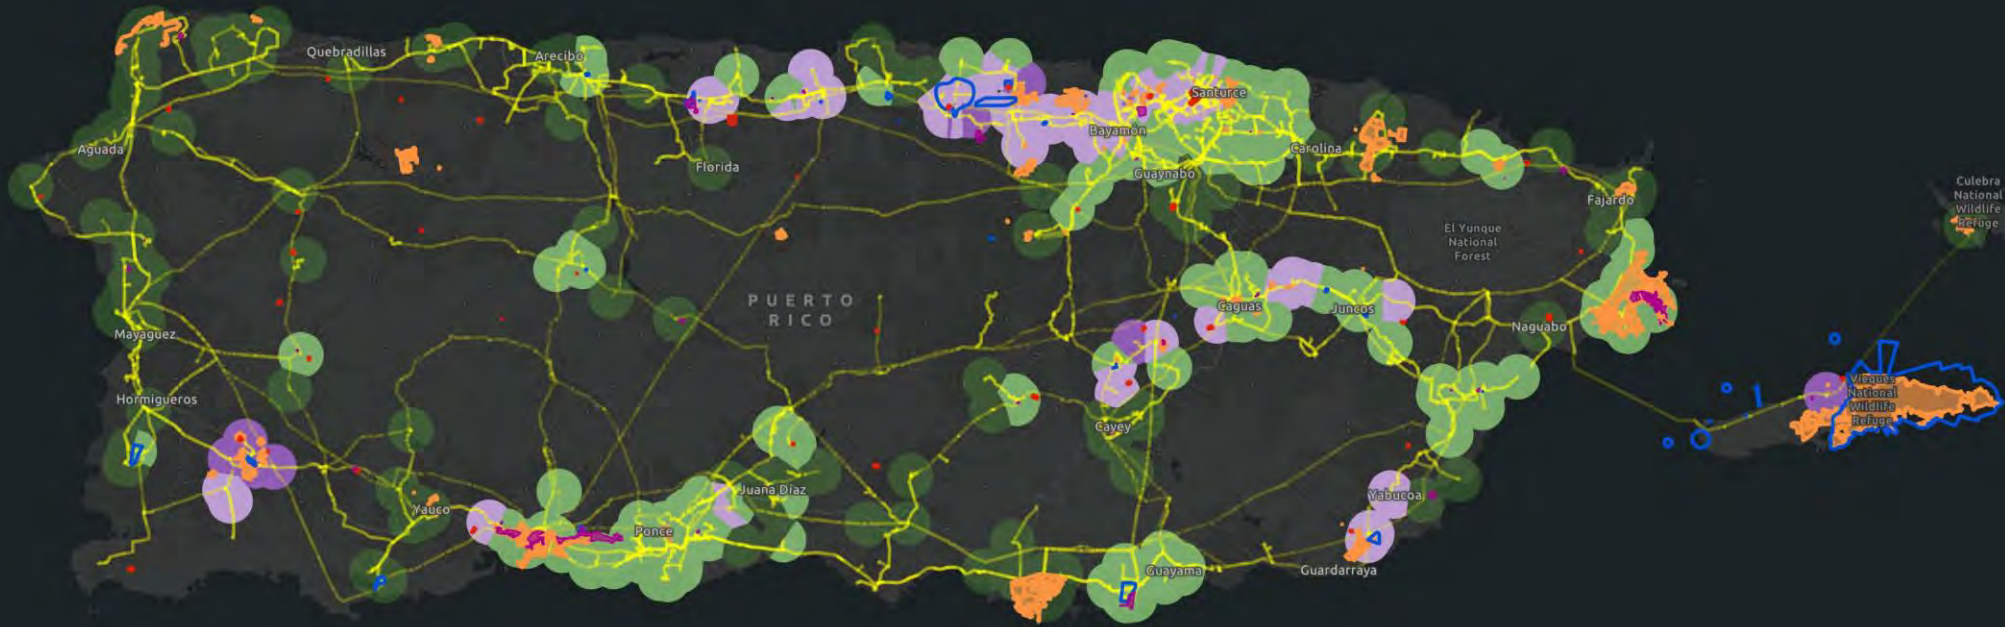 Quebradillas
Arecibo
Santurce
Bayamón
Aguada
Florida
Carolina
Guaynabo
Culebra
National
Wildlife
Refuge
Fajardo
El Yunque
National
Forest
PUERTO
RICO
Caguas
Juncos
Mayaguez
Naguabo
Hormigueros
Vieques
National
Wildlife
Refuge
Cayey
Juana Díaz
Yabucoa
Yauco
Ponce
Guayama
Guardarraya